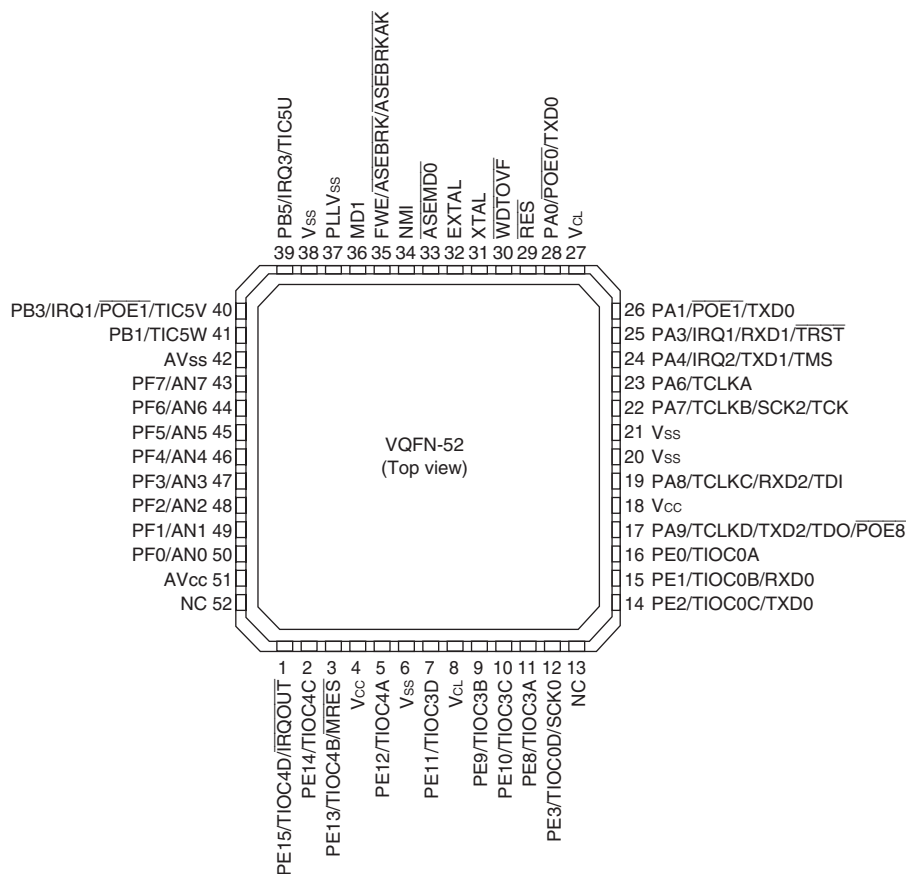 PB5/IRQ3/TIC5U
Vss
PLLVss
MD1
FWE/ASEBRK/ASEBRKAK
NMI
ASEMD0
EXTAL
XTAL
WDTOVF
RES
PA0/POE0/TXD0
VCL
39 38 37 36 35 34 33 32 31 30 29 28 27
PB3/IRQ1/POE1/TIC5V 40
PB1/TIC5W 41
AVss 42
PF7/AN7 43
PF6/AN6 44
PF5/AN5 45
PF4/AN4 46
PF3/AN3 47
PF2/AN2 48
PF1/AN1 49
PF0/AN0 50
AVcc 51
NC 52
VQFN-52
(Top view)
26 PA1/POE1/TXD0
25 PA3/IRQ1/RXD1/TRST
24 PA4/IRQ2/TXD1/TMS
23 PA6/TCLKA
22 PA7/TCLKB/SCK2/TCK
21 Vss
20 Vss
19 PA8/TCLKC/RXD2/TDI
18 Vcc
17 PA9/TCLKD/TXD2/TDO/POE8
16 PE0/TIOC0A
15 PE1/TIOC0B/RXD0
14 PE2/TIOC0C/TXD0
1 2 3 4 5 6 7 8 9 10 11 12 13
PE15/TIOC4D/IRQOUT
PE14/TIOC4C
PE13/TIOC4B/MRES
Vcc
PE12/TIOC4A
Vss
PE11/TIOC3D
VCL
PE9/TIOC3B
PE10/TIOC3C
PE8/TIOC3A
PE3/TIOC0D/SCK0
NC